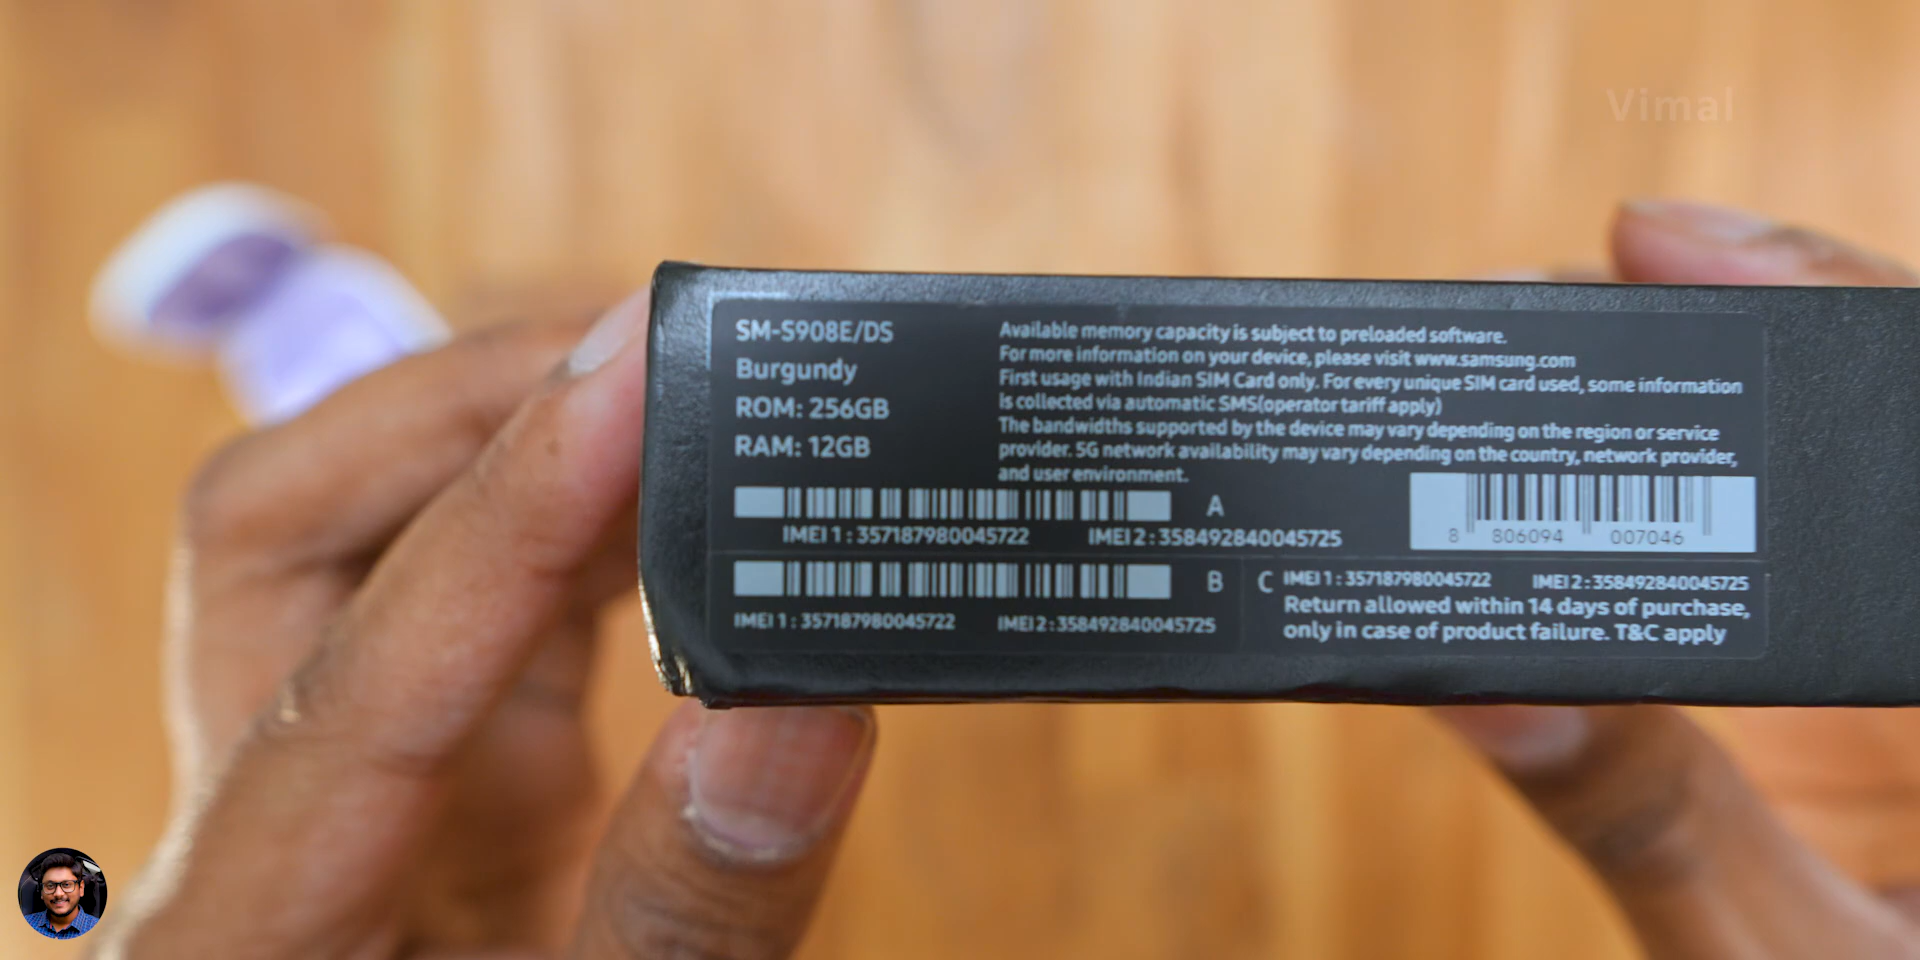 Vimal
SM-S908E/DS
Burgundy
ROM: 256GB
RAM: 12GB
Available memory capacity is subject to preloaded software.
For more information on your device, please visit www.samsung.com
First usage with Indian SIM Card only. For every unique SIM card used, some information
is collected via automatic SMS(operator tariff apply)
The bandwidths supported by the device may vary depending on the region or service
provider. 5G network availability may vary depending on the country, network provider,
and user environment.
A
IMEI 1 : 357187980045722 IMEI 2 : 358492840045725
8 806094 007046
B
IMEI 1 : 357187980045722 IMEI 2 : 358492840045725
C IMEI 1 : 357187980045722 IMEI 2 : 358492840045725
Return allowed within 14 days of purchase,
only in case of product failure. T&C apply